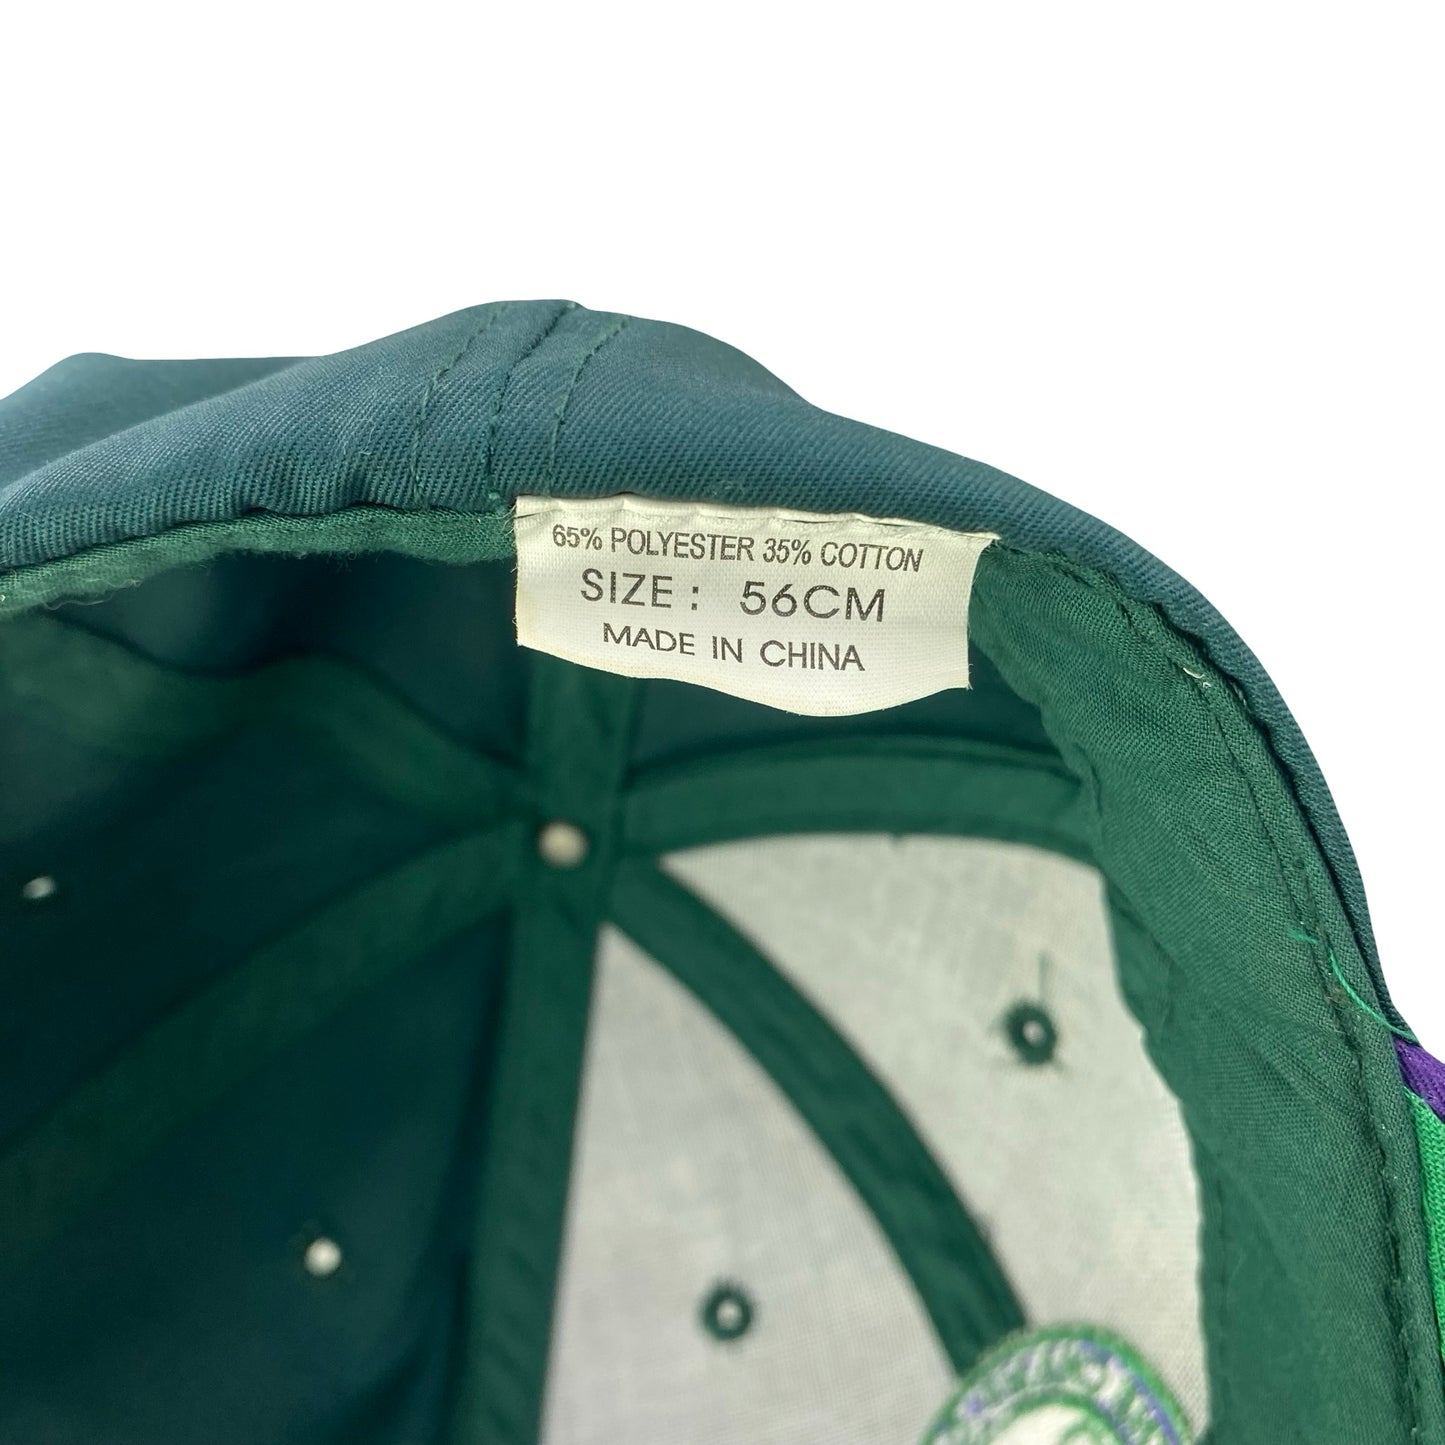 65% POLYESTER 35% COTTON
SIZE : 56CM
MADE IN CHINA